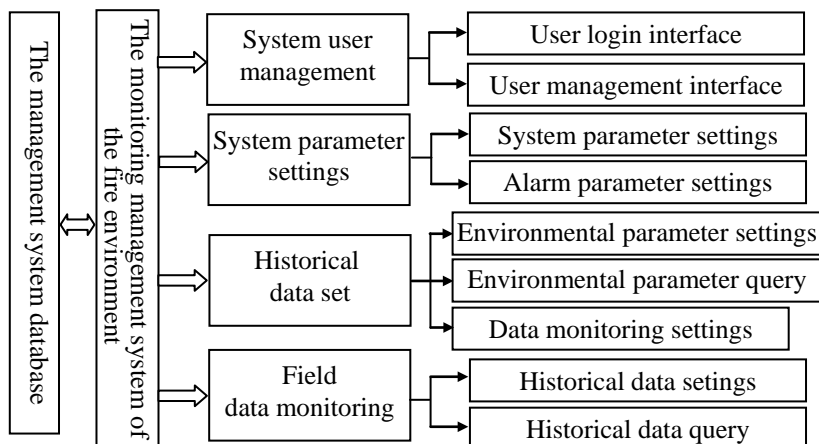 The management system database
The monitoring management system of
the fire environment
System user
management
User login interface
User management interface
System parameter
settings
System parameter settings
Alarm parameter settings
Historical
data set
Environmental parameter settings
Environmental parameter query
Data monitoring settings
Field
data monitoring
Historical data setings
Historical data query